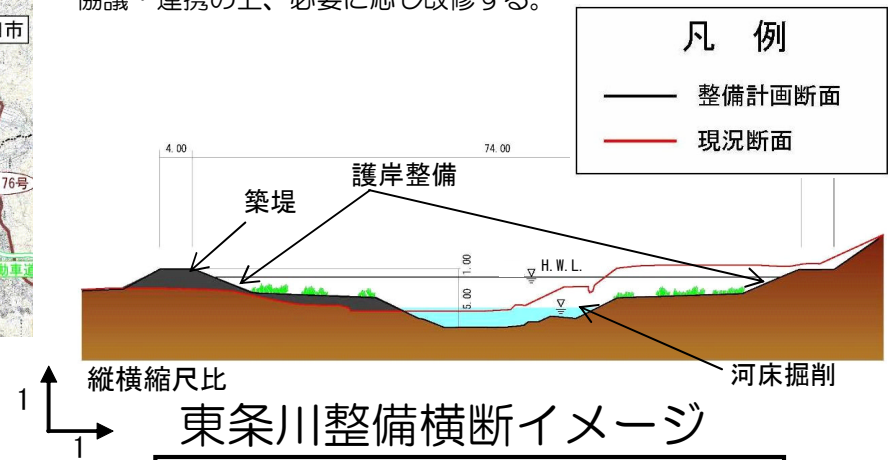 協議・連携の上、必要に応じ改修する。
市
76号
動車道
凡 例
整備計画断面
現況断面
4.00
74.00
護岸整備
築堤
1.00
H.W.L.
5.00
河床掘削
縦横縮尺比
1
1
東条川整備横断イメージ